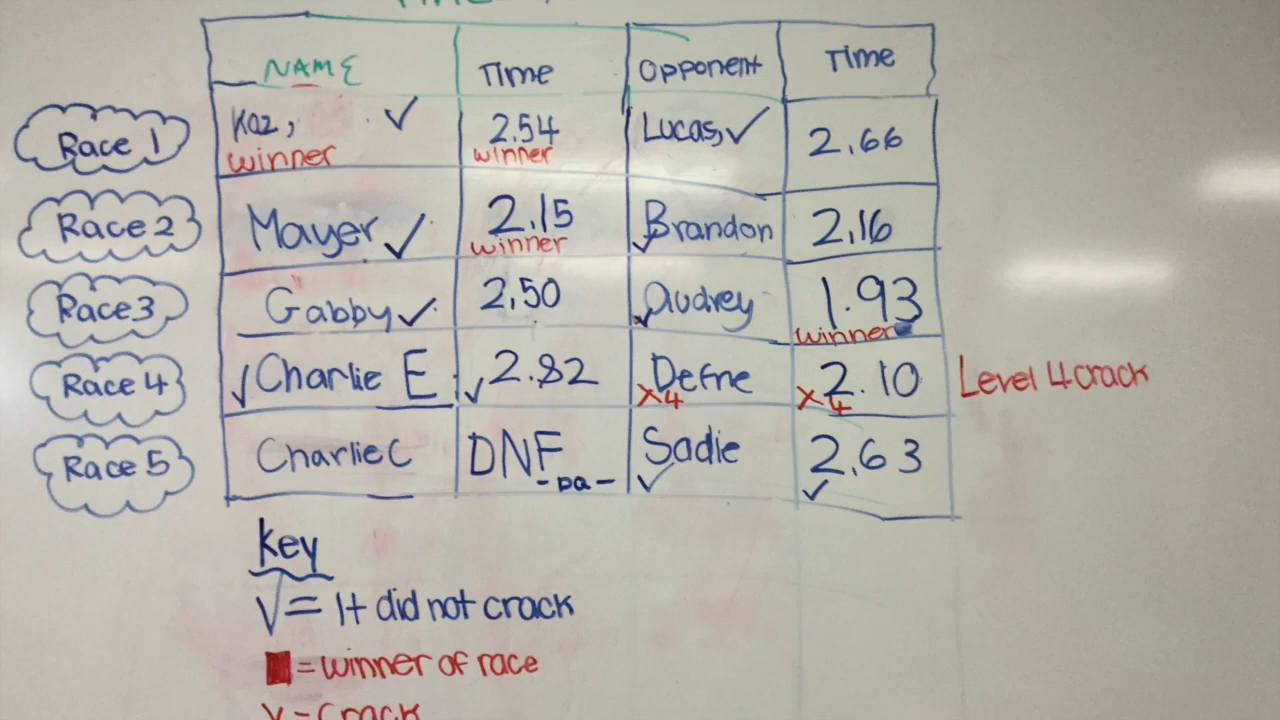 NAME Time Opponent Time
Race 1 Kaz, ✓ 2.54 Lucas, ✓ 2.66
winner winner
Race 2 Mayer ✓ 2.15 Brandon ✓ 2.16
winner
Race 3 Gabby ✓ 2.50 Audrey ✓ 1.93
winner
Race 4 ✓ Charlie E ✓ 2.82 Defne x4 2.10 x4 Level 4 crack
Race 5 Charlie C DNF Sadie ✓ 2.63 ✓
Key
√= It did not crack
= winner of race
x = crack